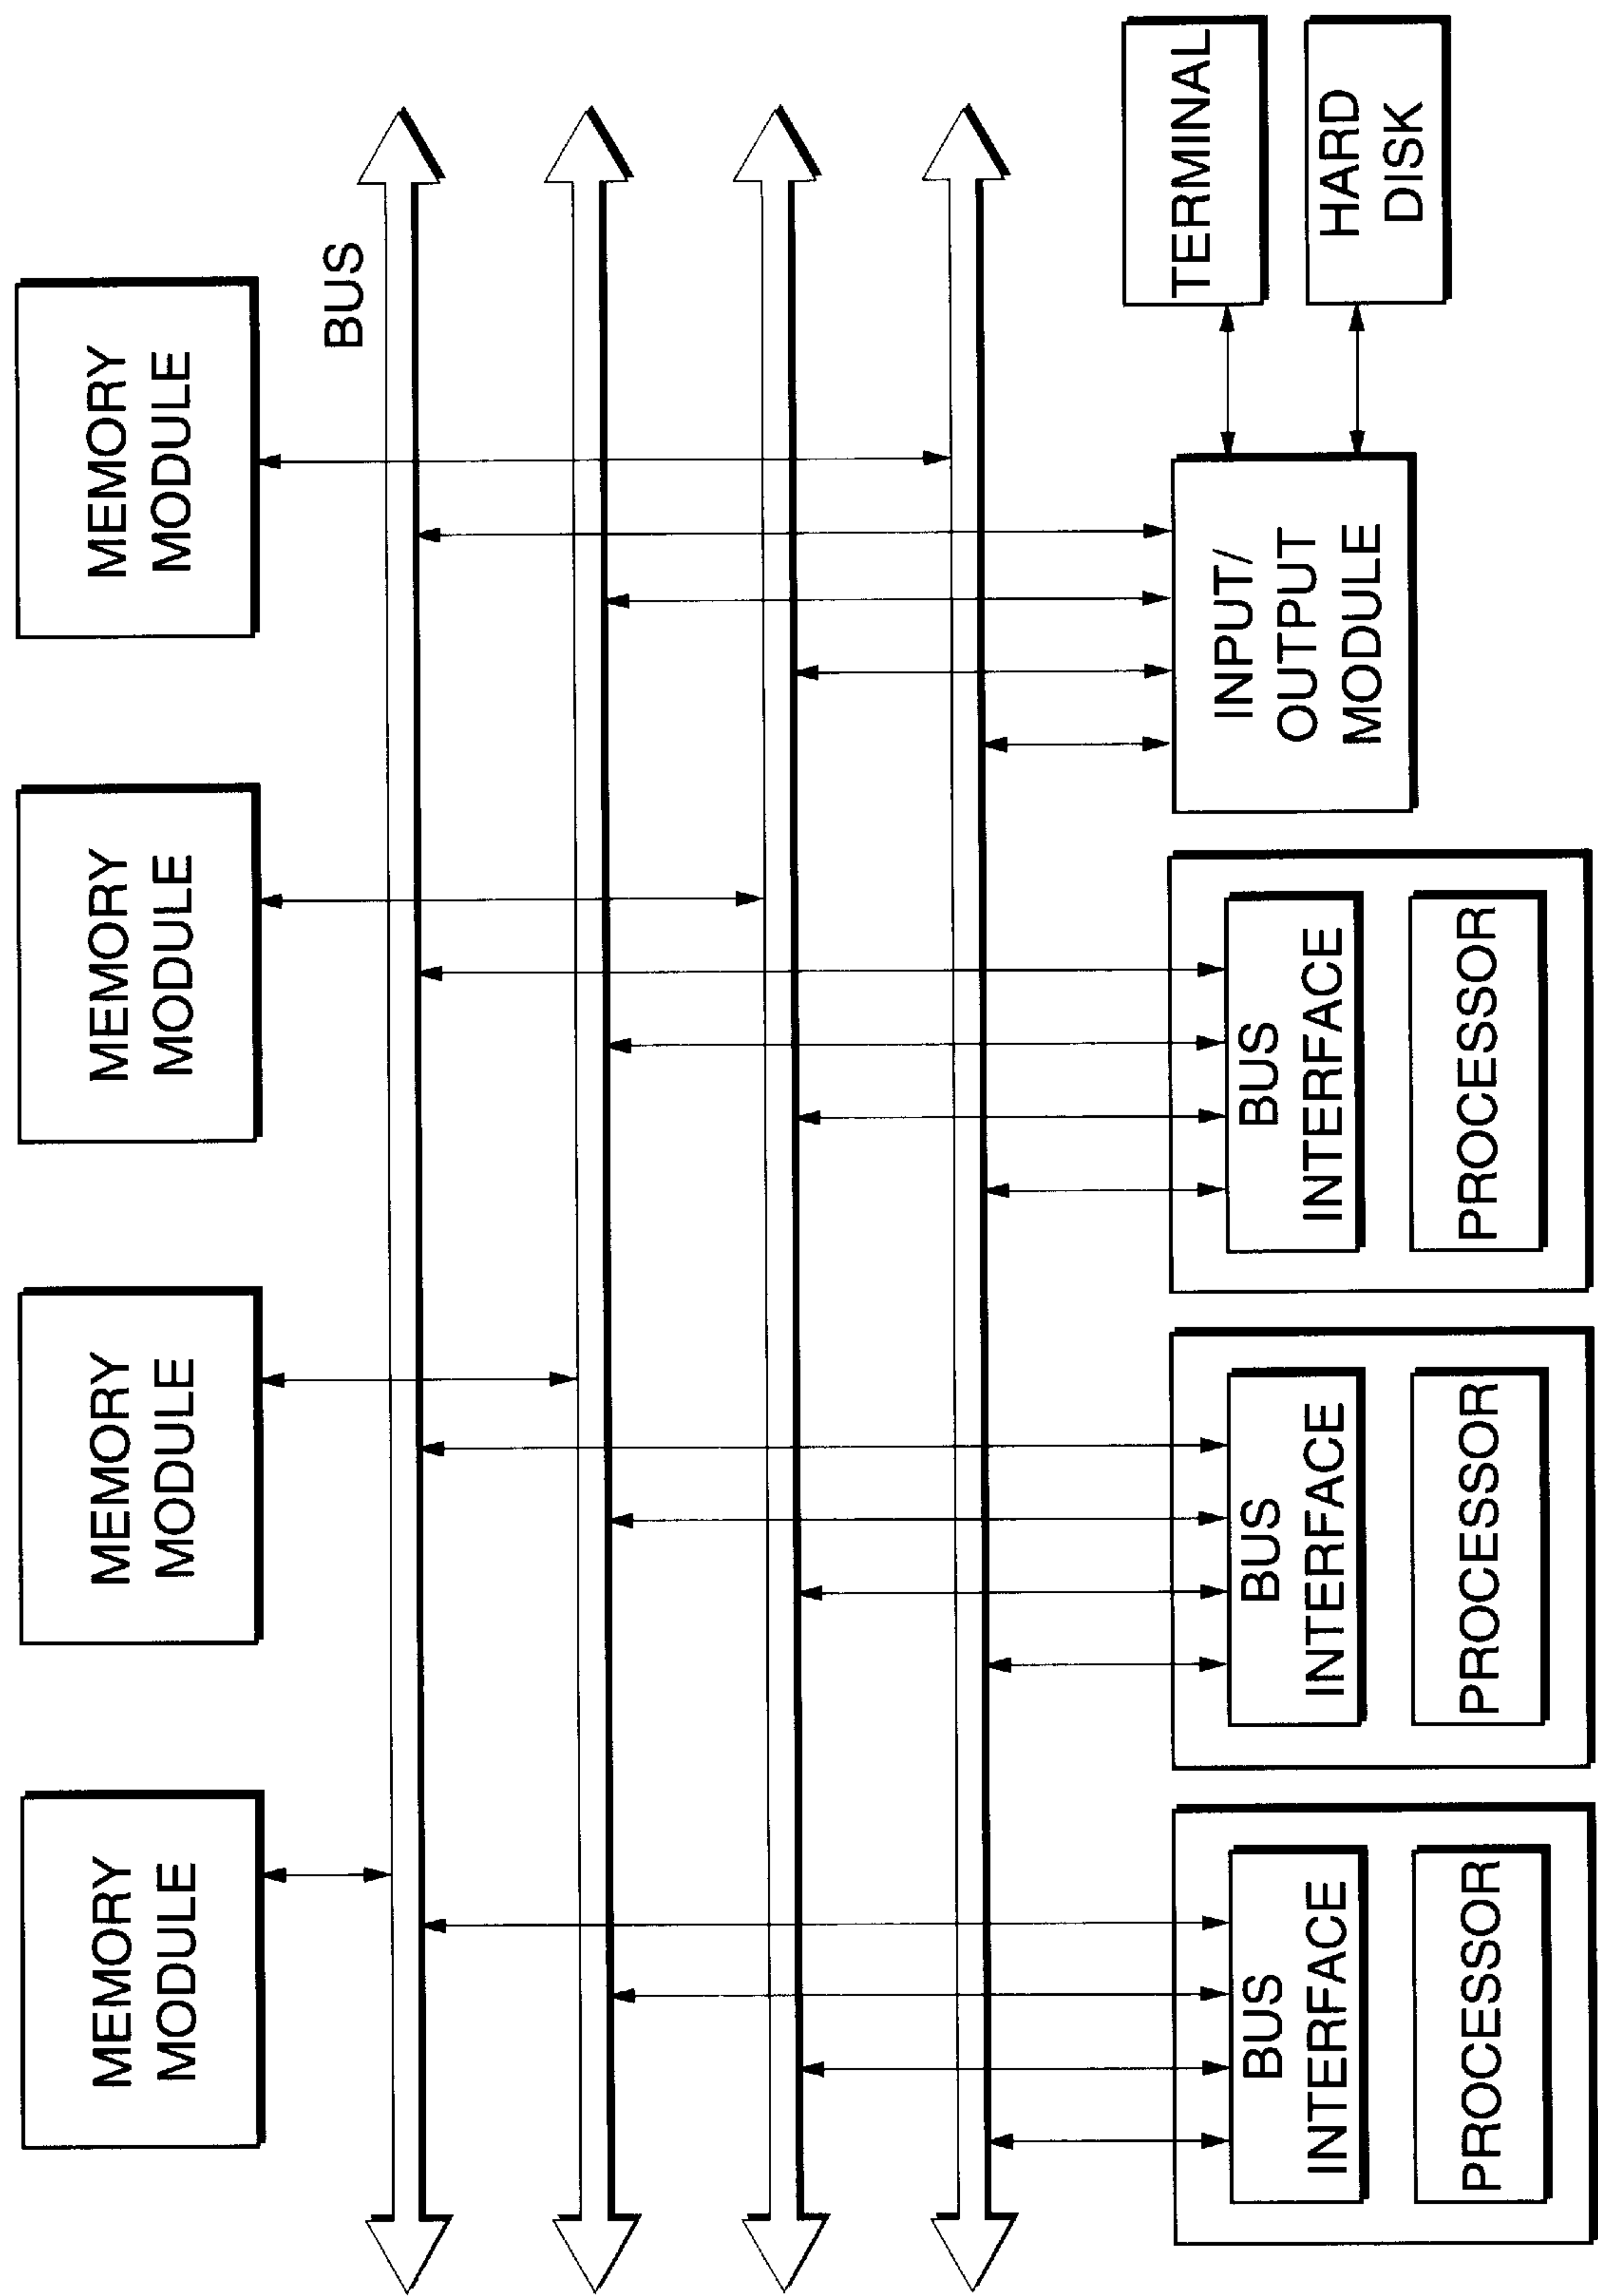 MEMORY
MODULE
MEMORY
MODULE
MEMORY
MODULE
MEMORY
MODULE
BUS
BUS
INTERFACE
PROCESSOR
BUS
INTERFACE
PROCESSOR
BUS
INTERFACE
PROCESSOR
INPUT/
OUTPUT
MODULE
TERMINAL
HARD
DISK